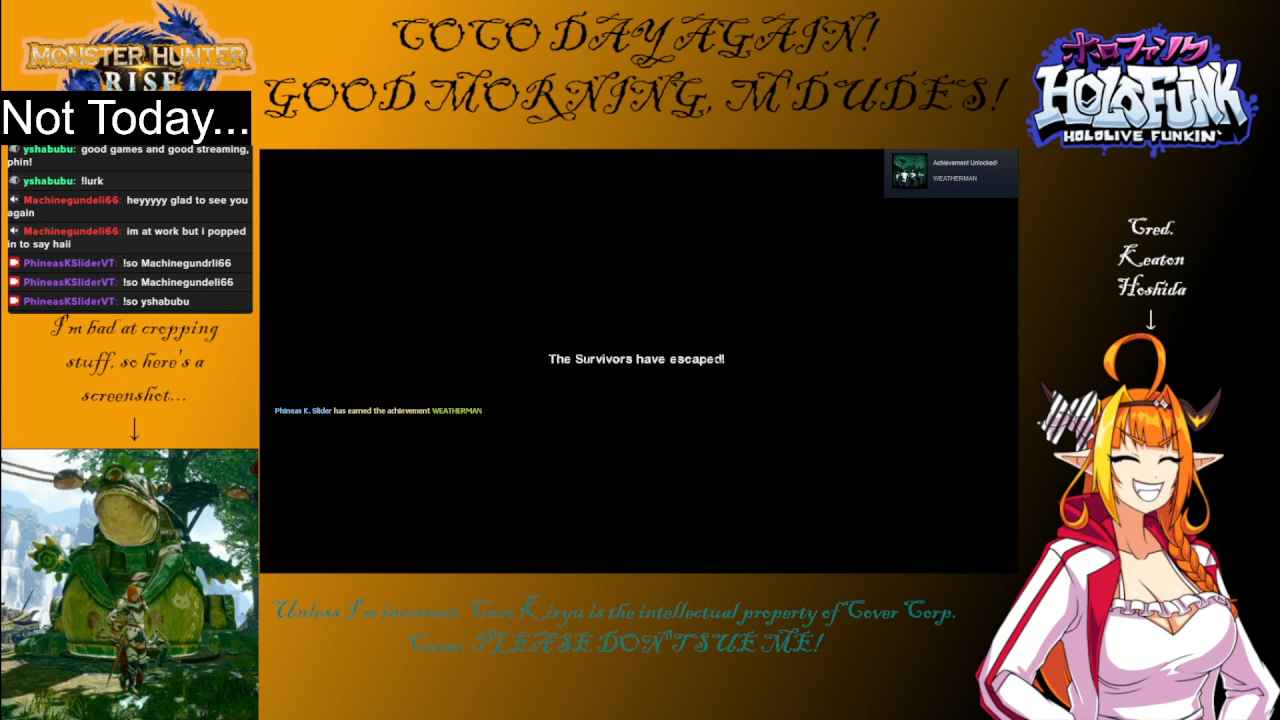 MONSTER HUNTER
RISE
Not Today...
yshabubu: good games and good streaming,
phin!
yshabubu: !lurk
Machinegundeli66: heyyyyy glad to see you
again
Machinegundeli66: im at work but i popped
in to say haii
PhineasKSliderVT: !so Machinegundrli66
PhineasKSliderVT: !so Machinegundeli66
PhineasKSliderVT: !so yshabubu
I'm bad at cropping
stuff, so here's a
screenshot...
↓
COCO DAY AGAIN!
GOOD MORNING, M'DUDES!
Achievement Unlocked!
WEATHERMAN
The Survivors have escaped!
Phineas K. Slider has earned the achievement WEATHERMAN
Unless I'm incorrect, Coco Kiryu is the intellectual property of Cover Corp.
Cover, PLEASE DON'T SUE ME!
ホロファンク
HOLOFUNK
HOLOLIVE FUNKIN'
Cred.
Keaton
Hoshida
↓